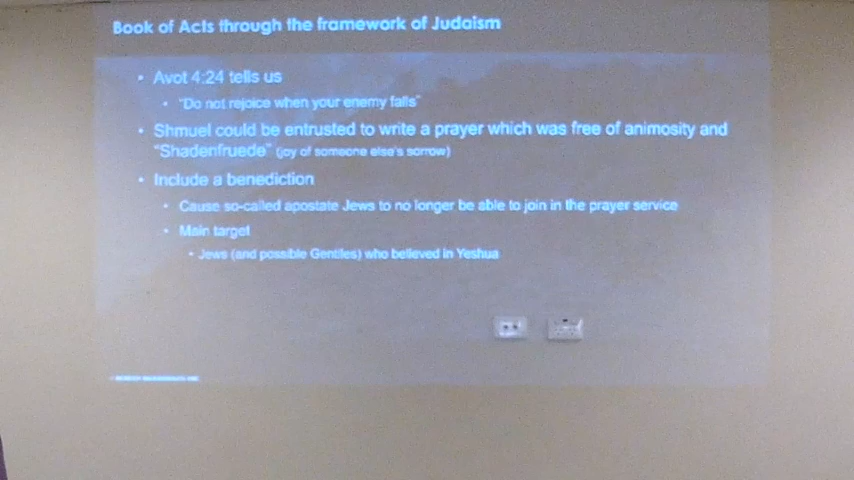 Book of Acts through the framework of Judaism
• Avot 4:24 tells us
• "Do not rejoice when your enemy falls"
• Shmuel could be entrusted to write a prayer which was free of animosity and
"Shadenfruede" (joy of someone else's sorrow)
• Include a benediction
• Cause so-called apostate Jews to no longer be able to join in the prayer service
• Main target
• Jews (and possible Gentiles) who believed in Yeshua